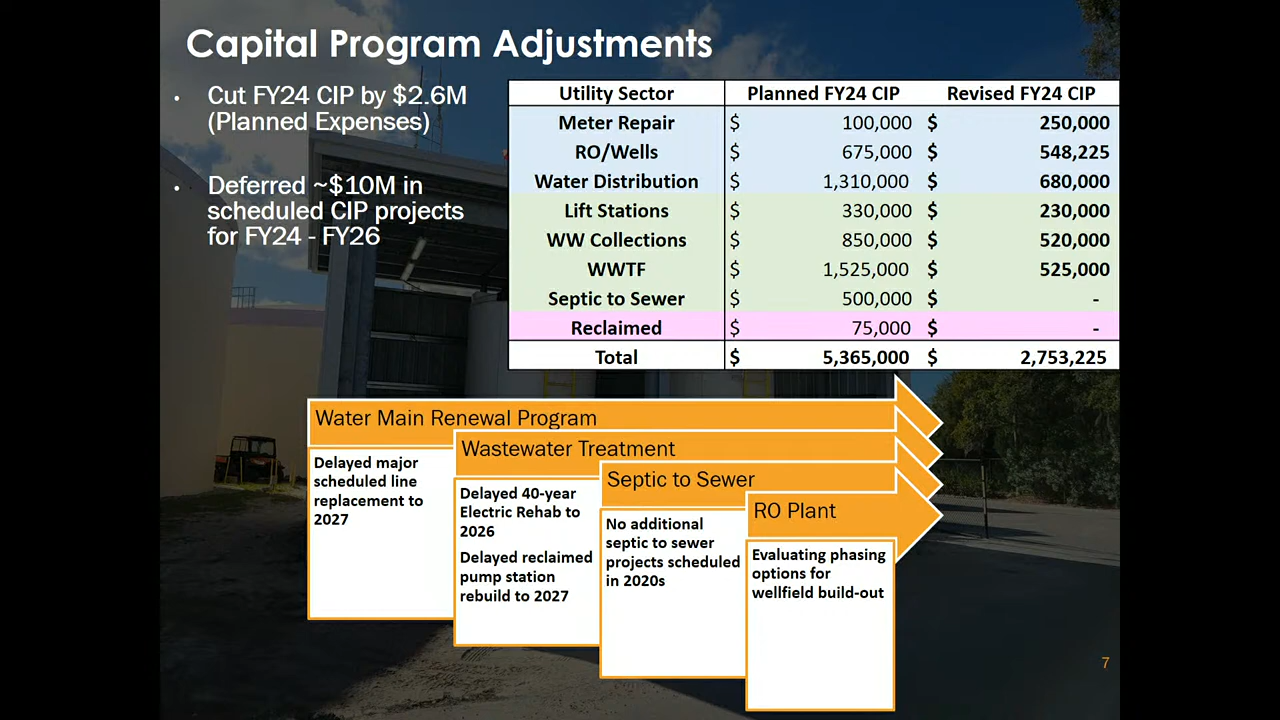 Capital Program Adjustments
• Cut FY24 CIP by $2.6M
(Planned Expenses)
• Deferred ~$10M in
scheduled CIP projects
for FY24 - FY26
Utility Sector Planned FY24 CIP Revised FY24 CIP
Meter Repair $ 100,000 $ 250,000
RO/Wells $ 675,000 $ 548,225
Water Distribution $ 1,310,000 $ 680,000
Lift Stations $ 330,000 $ 230,000
WW Collections $ 850,000 $ 520,000
WWTF $ 1,525,000 $ 525,000
Septic to Sewer $ 500,000 $ -
Reclaimed $ 75,000 $ -
Total $ 5,365,000 $ 2,753,225
Water Main Renewal Program
Delayed major
scheduled line
replacement to
2027
Wastewater Treatment
Delayed 40-year
Electric Rehab to
2026
Delayed reclaimed
pump station
rebuild to 2027
Septic to Sewer
No additional
septic to sewer
projects scheduled
in 2020s
RO Plant
Evaluating phasing
options for
wellfield build-out
7